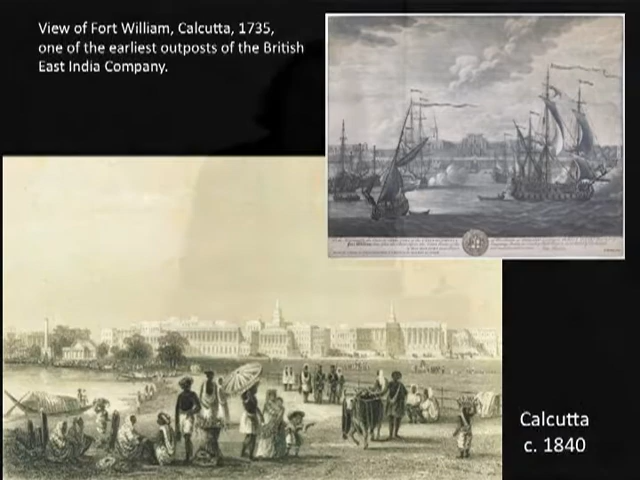 View of Fort William, Calcutta, 1735,
one of the earliest outposts of the British
East India Company.
Calcutta
c. 1840